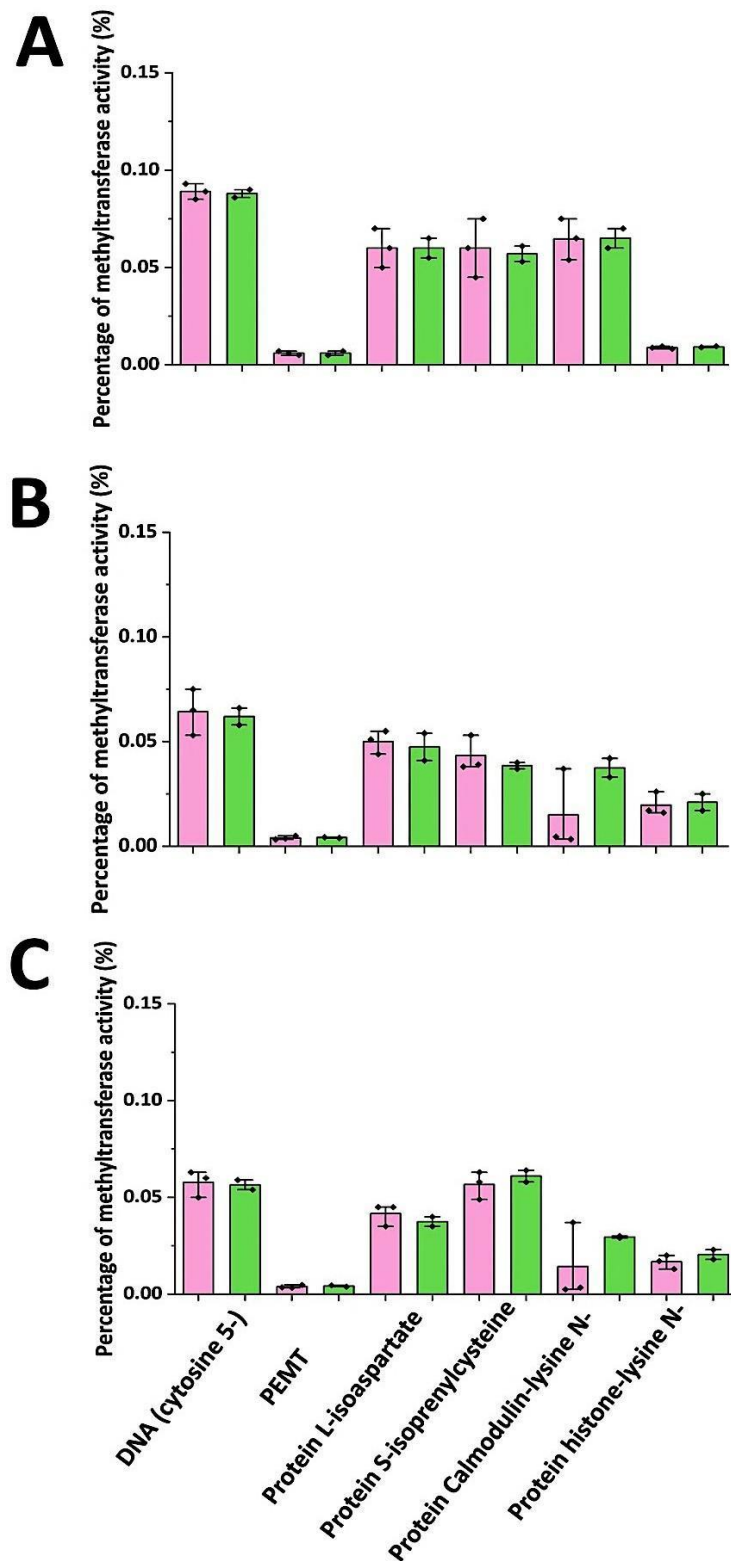 A
Percentage of methyltransferase activity (%)
0.15
0.10
0.05
0.00
B
Percentage of methyltransferase activity (%)
0.15
0.10
0.05
0.00
C
Percentage of methyltransferase activity (%)
0.15
0.10
0.05
0.00
DNA (cytosine 5-)
PEMT
Protein L-isoaspartate
Protein S-isoprenylcysteine
Protein Calmodulin-lysine N-
Protein histone-lysine N-